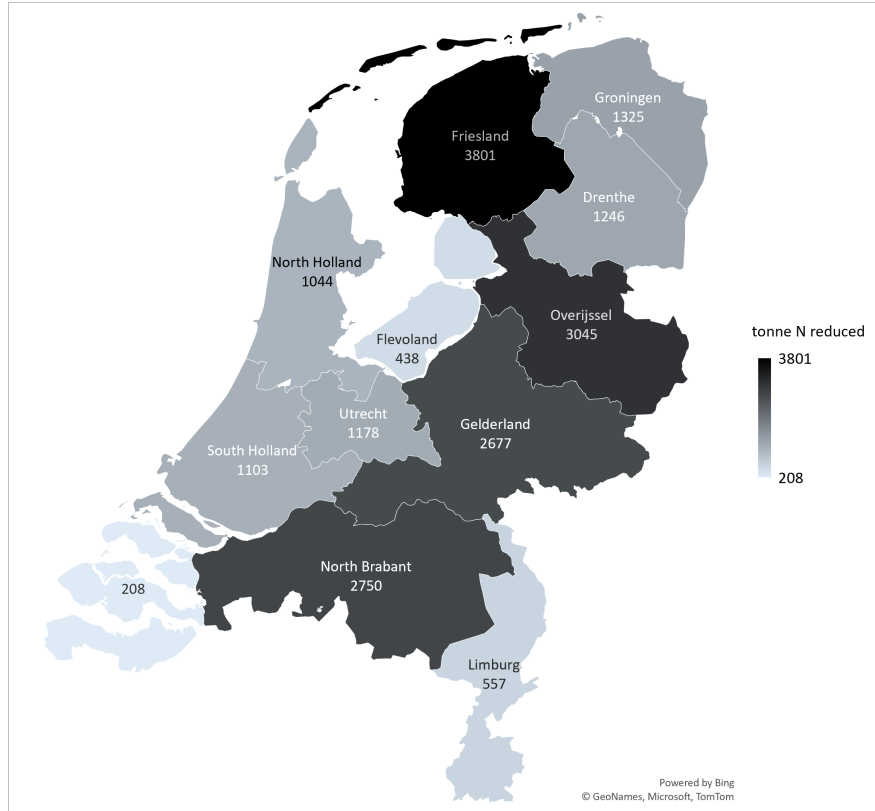 Groningen
1325
Friesland
3801
Drenthe
1246
North Holland
1044
Overijssel
3045
Flevoland
438
tonne N reduced
3801
208
Utrecht
1178
Gelderland
2677
South Holland
1103
North Brabant
2750
208
Limburg
557
Powered by Bing
© GeoNames, Microsoft, TomTom